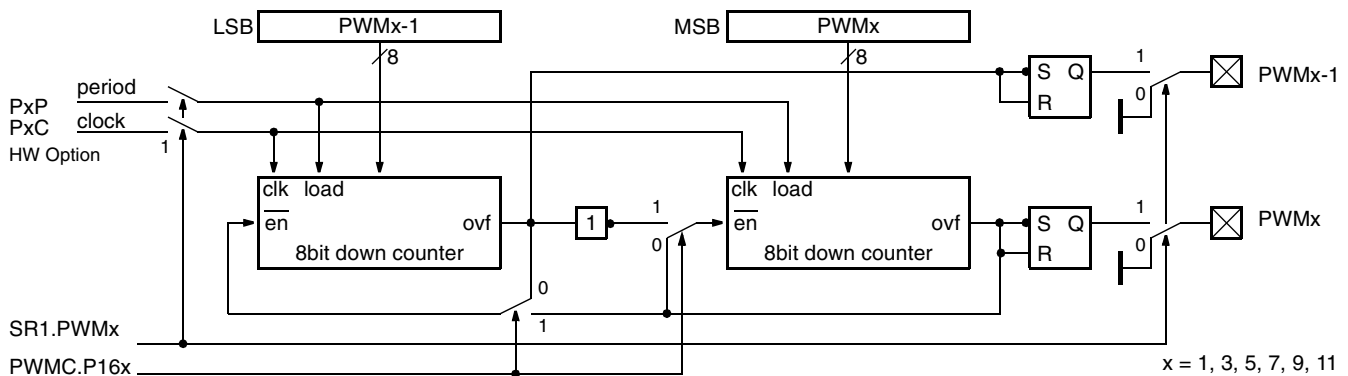 LSB PWMx-1 MSB PWMx
8 8
1 S Q PWMx-1
0 R
period
PxP
PxC clock
HW Option 1
clk load clk load
en ovf 1 1 en ovf 1 S Q PWMx
0 0 R
8bit down counter 8bit down counter
0
1
SR1.PWMx
PWMC.P16x
x = 1, 3, 5, 7, 9, 11